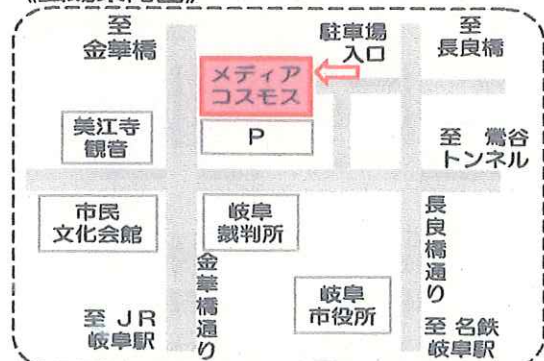 至
金華橋
駐車場
入口
至
長良橋
メディア
コスモス
美江寺
観音
P
至 鶯谷
トンネル
市民
文化会館
岐阜
裁判所
金華橋通り
長良橋通り
岐阜
市役所
至 JR
岐阜駅
至 名鉄
岐阜駅